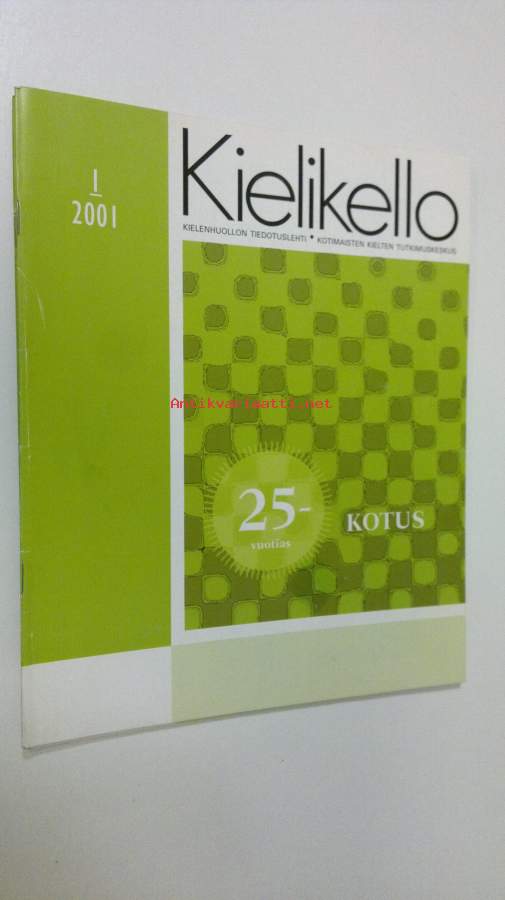 1
2001
Kielikello
KIELENHUOLLON TIEDOTUSLEHTI • KOTIMAISTEN KIELTEN TUTKIMUSKESKUS
Antikvariaatti.net
25-
vuotias
KOTUS